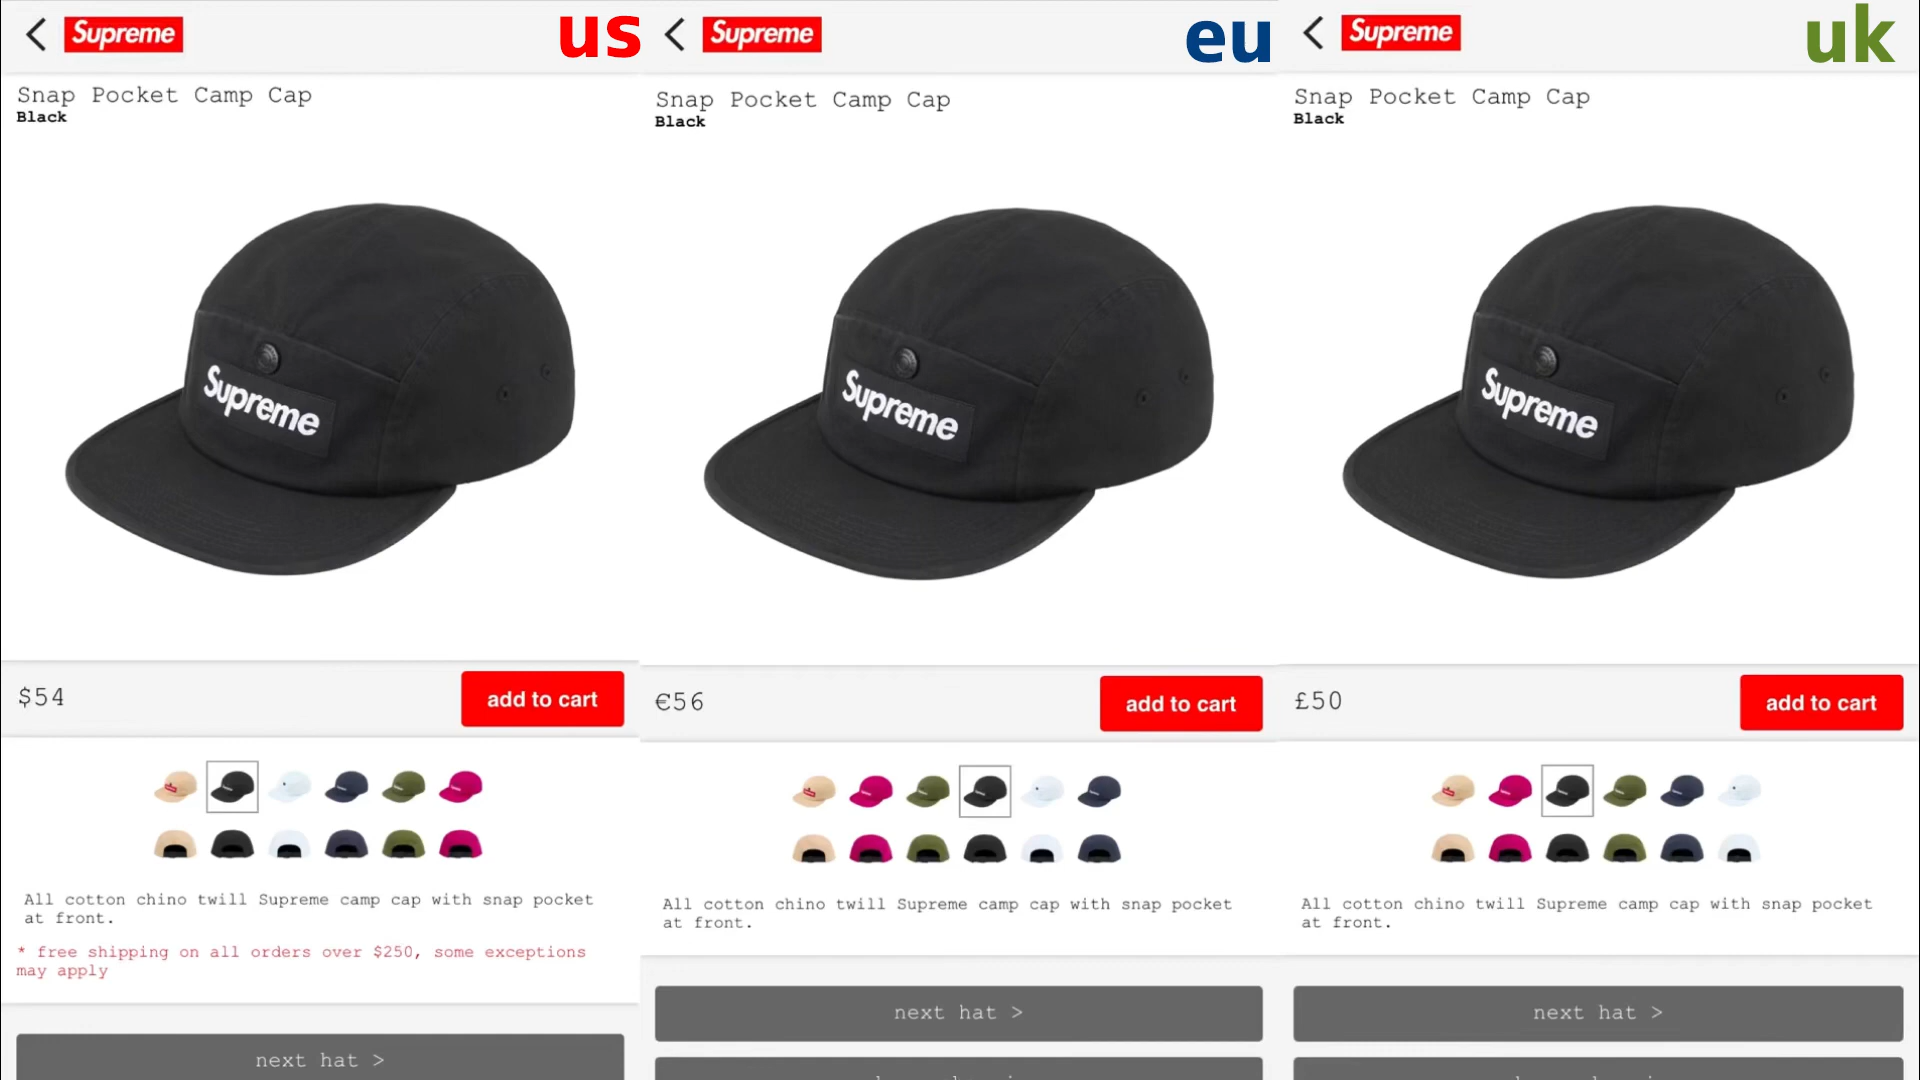 Supreme
us
Snap Pocket Camp Cap
Black
Supreme
$54
add to cart
All cotton chino twill Supreme camp cap with snap pocket
at front.
* free shipping on all orders over $250, some exceptions
may apply
next hat >
Supreme
eu
Snap Pocket Camp Cap
Black
Supreme
€56
add to cart
All cotton chino twill Supreme camp cap with snap pocket
at front.
next hat >
Supreme
uk
Snap Pocket Camp Cap
Black
Supreme
£50
add to cart
All cotton chino twill Supreme camp cap with snap pocket
at front.
next hat >